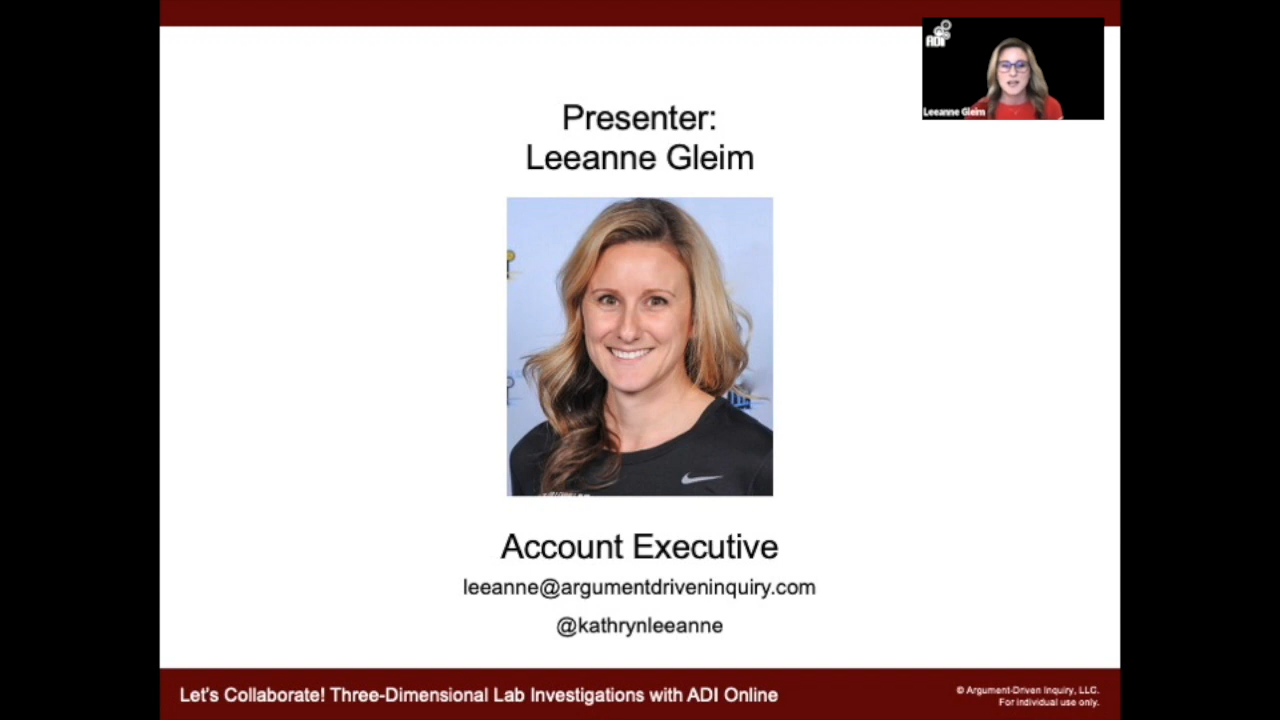 ADI
Leeanne Gleim
Presenter:
Leeanne Gleim
Account Executive
leeanne@argumentdriveninquiry.com
@kathrynleeanne
Let's Collaborate! Three-Dimensional Lab Investigations with ADI Online
© Argument-Driven Inquiry, LLC.
For individual use only.